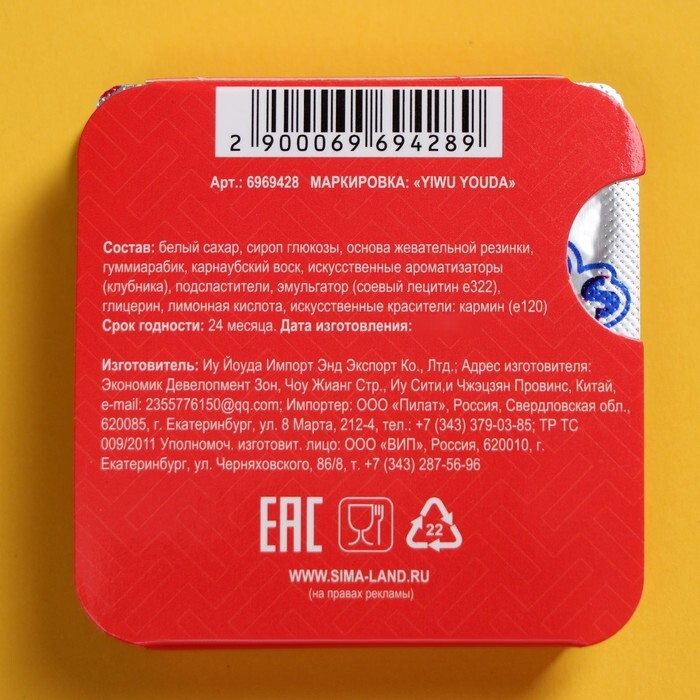 2 900069 694289
Арт.: 6969428 МАРКИРОВКА: «YIWU YOUDA»
Состав: белый сахар, сироп глюкозы, основа жевательной резинки,
гуммиарабик, карнаубский воск, искусственные ароматизаторы
(клубника), подсластители, эмульгатор (соевый лецитин е322),
глицерин, лимонная кислота, искусственные красители: кармин (е120)
Срок годности: 24 месяца. Дата изготовления:
Изготовитель: Иу Йоуда Импорт Энд Экспорт Ко., Лтд.; Адрес изготовителя:
Экономик Девелопмент Зон, Чоу Жианг Стр., Иу Сити,и Чжэцзян Провинс, Китай,
e-mail: 2355776150@qq.com; Импортер: ООО «Пилат», Россия, Свердловская обл.,
620085, г. Екатеринбург, ул. 8 Марта, 212-4, тел.: +7 (343) 379-03-85; ТР ТС
009/2011 Уполномоч. изготовит. лицо: ООО «ВИП», Россия, 620010, г.
Екатеринбург, ул. Черняховского, 86/8, т. +7 (343) 287-56-96
EAC
22
WWW.SIMA-LAND.RU
(на правах рекламы)